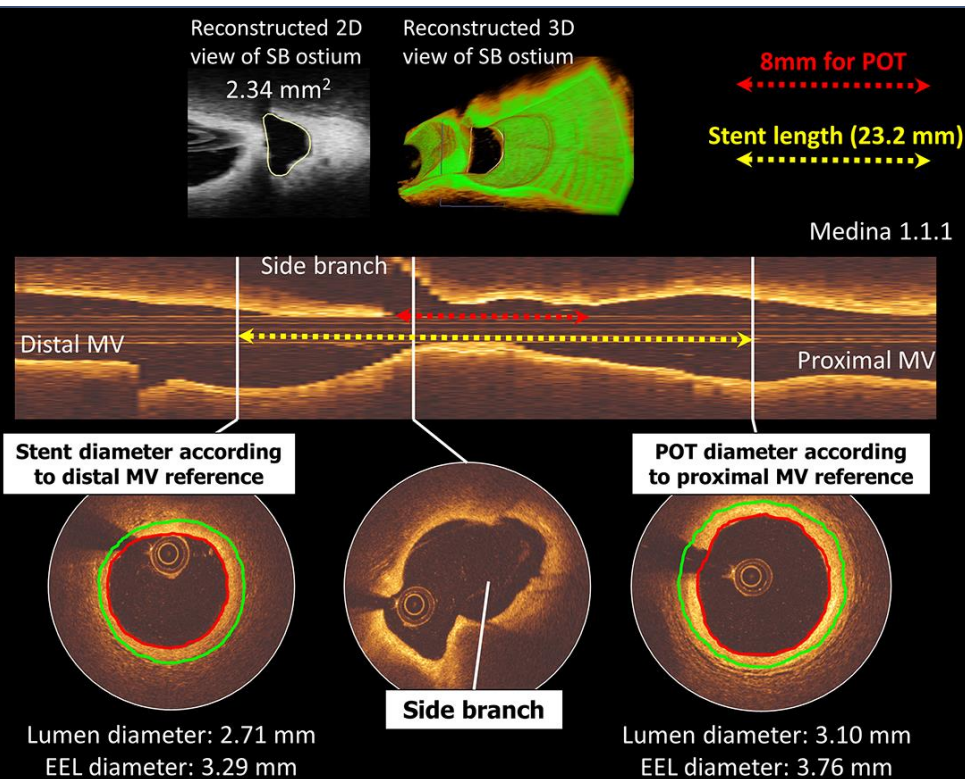 Reconstructed 2D
view of SB ostium
2.34 mm²
Reconstructed 3D
view of SB ostium
8mm for POT
Stent length (23.2 mm)
Medina 1.1.1
Side branch
Distal MV
Proximal MV
Stent diameter according
to distal MV reference
POT diameter according
to proximal MV reference
Side branch
Lumen diameter: 2.71 mm
EEL diameter: 3.29 mm
Lumen diameter: 3.10 mm
EEL diameter: 3.76 mm